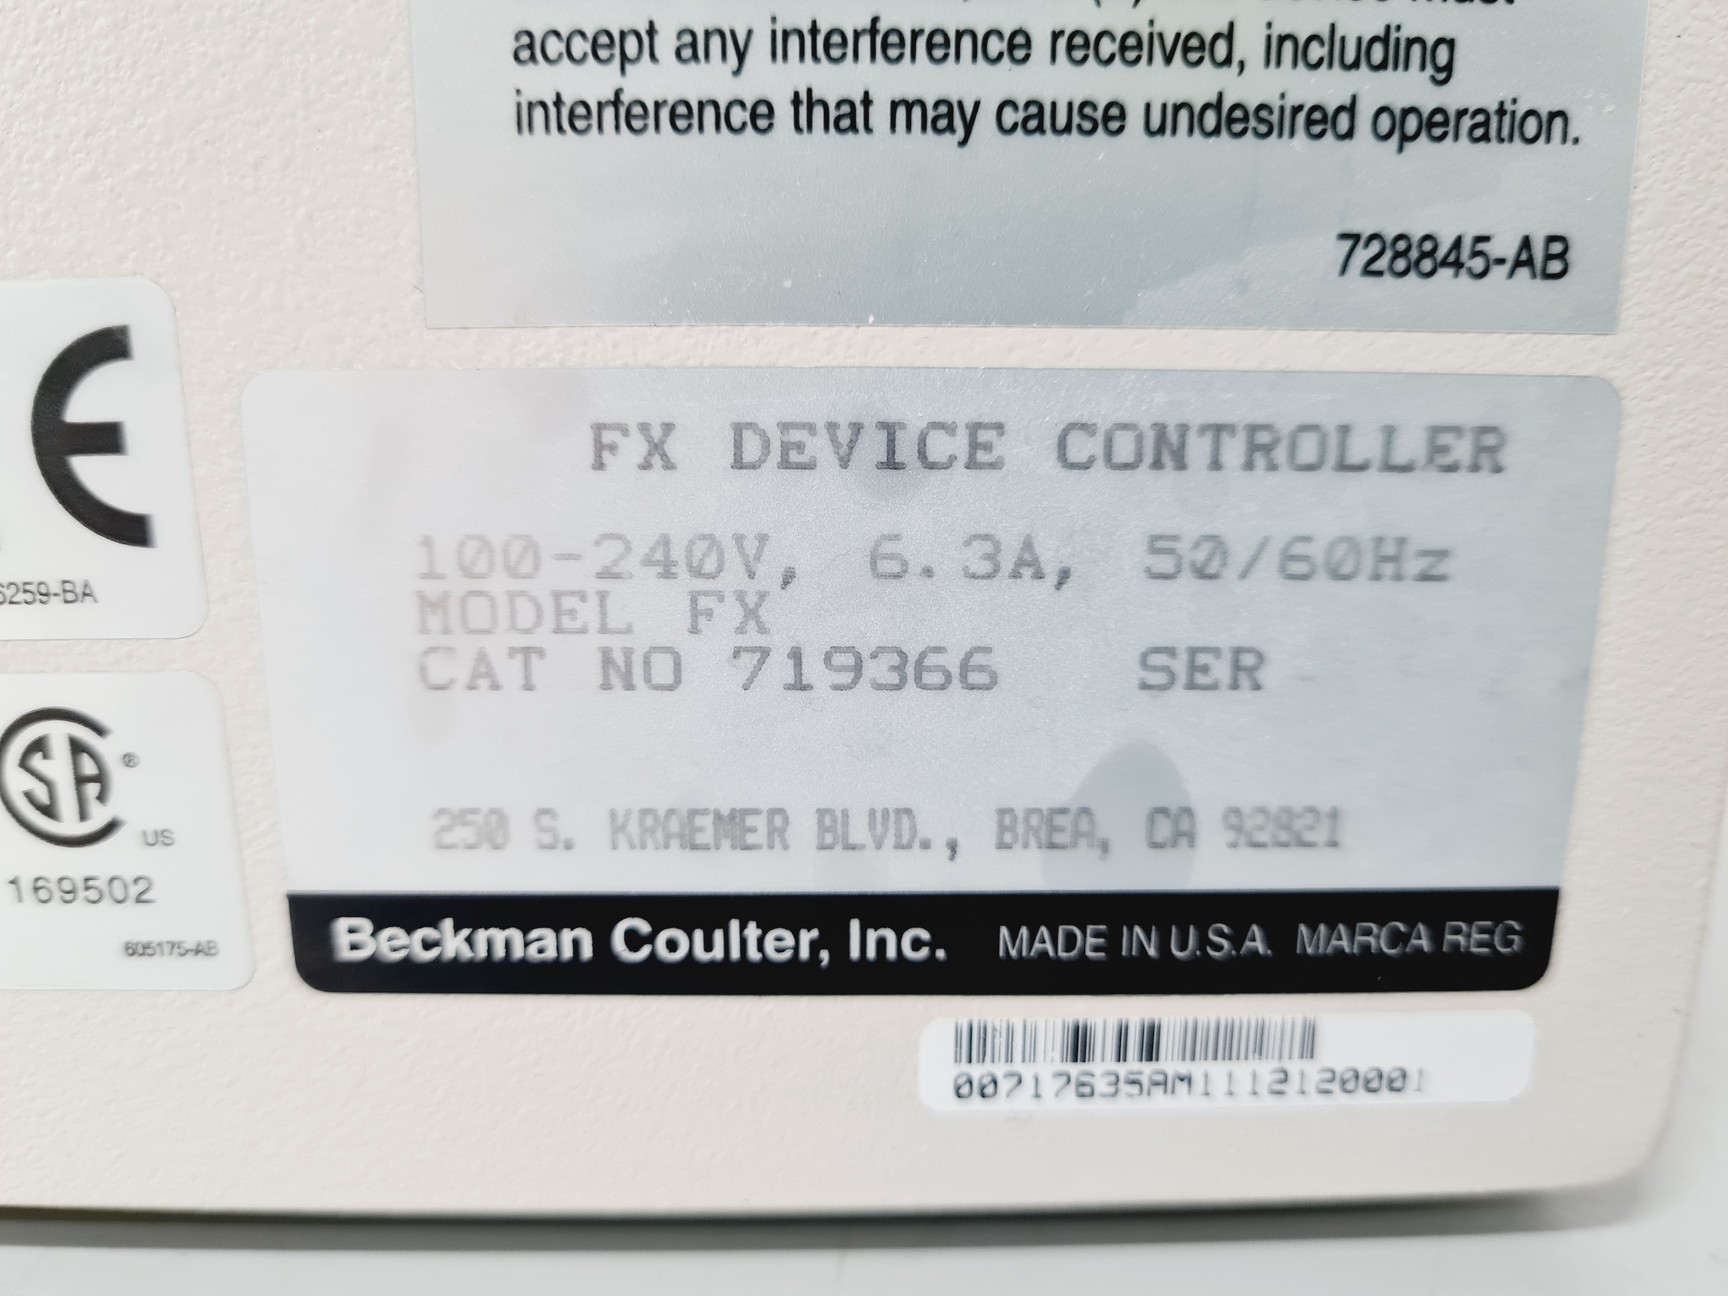 accept any interference received, including
interference that may cause undesired operation.
728845-AB
6259-BA
FX DEVICE CONTROLLER
100-240V, 6.3A, 50/60Hz
MODEL FX
CAT NO 719366 SER
250 S. KRAEMER BLVD., BREA, CA 92821
Beckman Coulter, Inc. MADE IN U.S.A. MARCA REG
SA ® US
169502
605175-AB
00717635AM1112120001